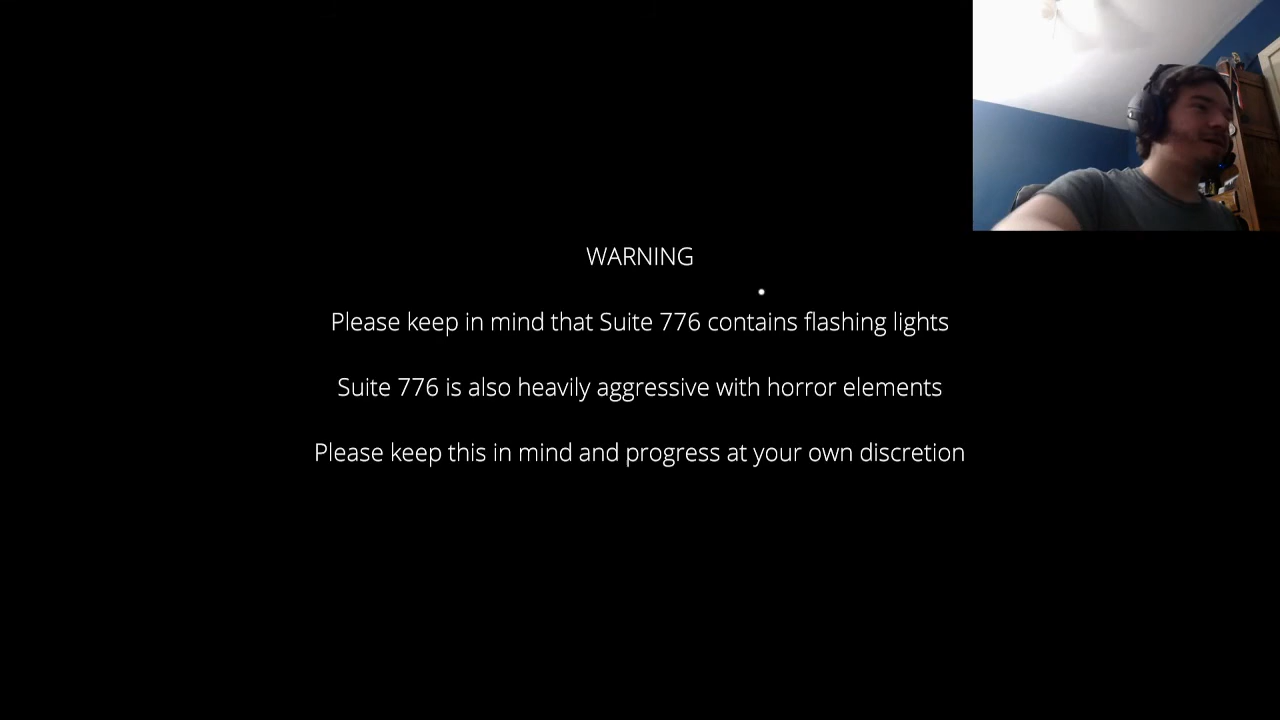 WARNING
Please keep in mind that Suite 776 contains flashing lights
Suite 776 is also heavily aggressive with horror elements
Please keep this in mind and progress at your own discretion